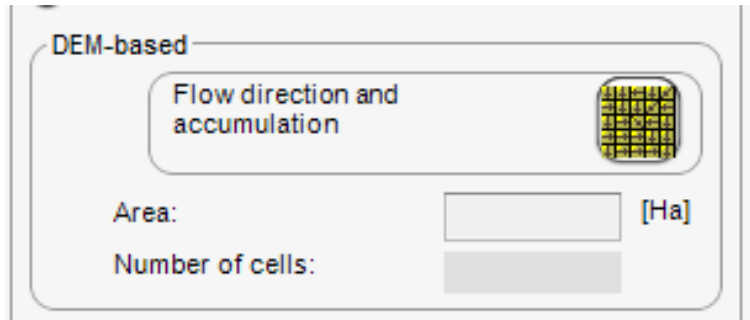 DEM-based
Flow direction and
accumulation
Area:
[Ha]
Number of cells: